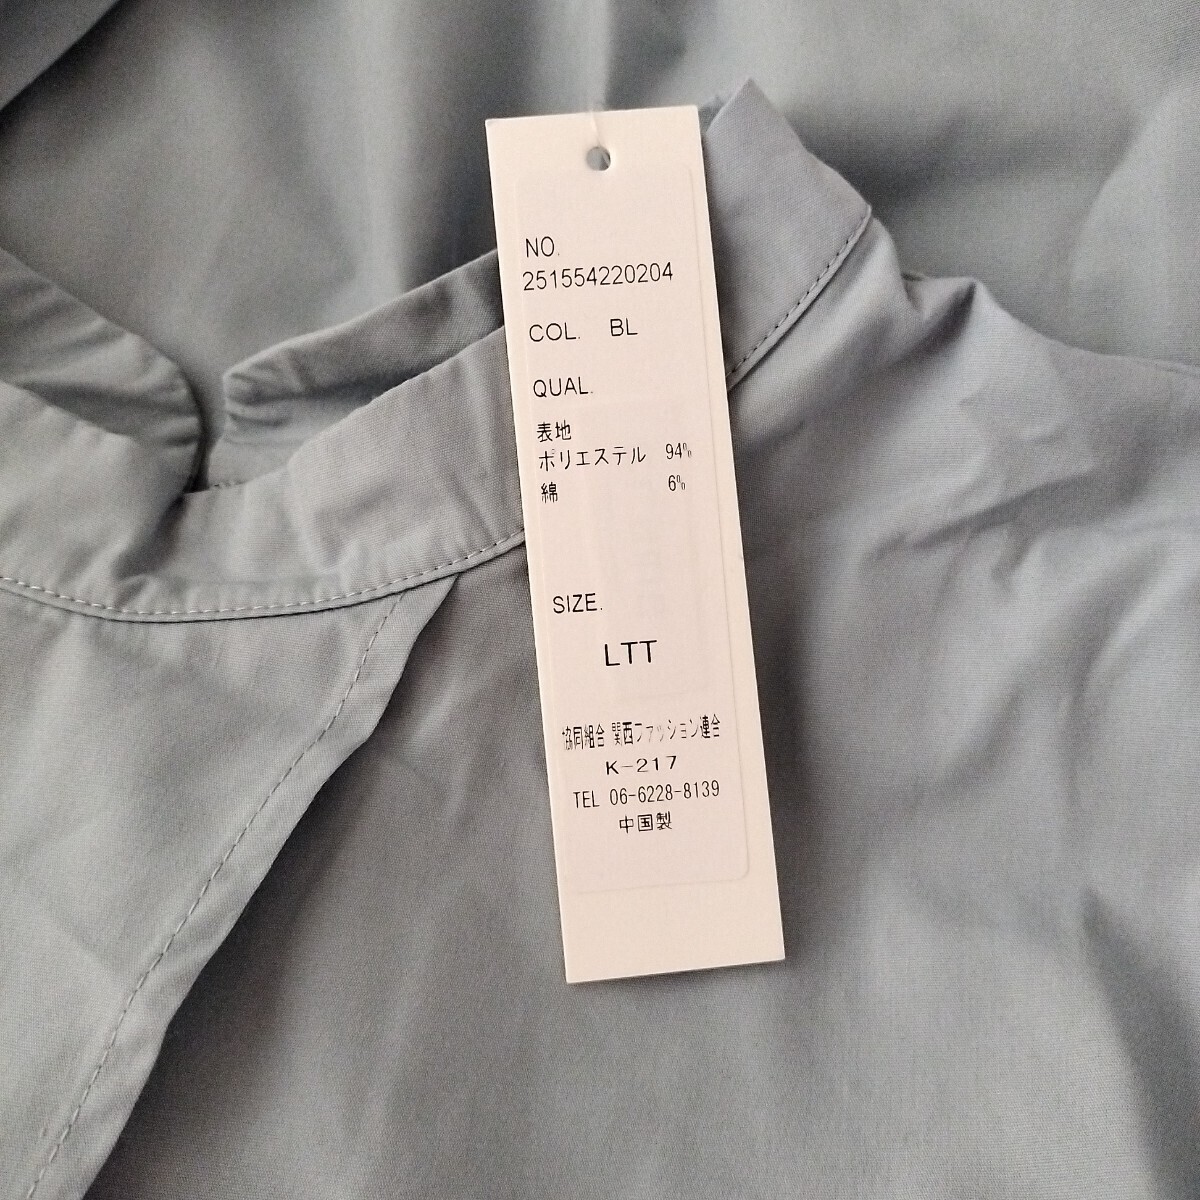 NO.
251554220204
COL. BL
QUAL.
表地
ポリエステル 94%
綿 6%
SIZE.
LTT
協同組合 関西ファッション連合
K-217
TEL 06-6228-8139
中国製